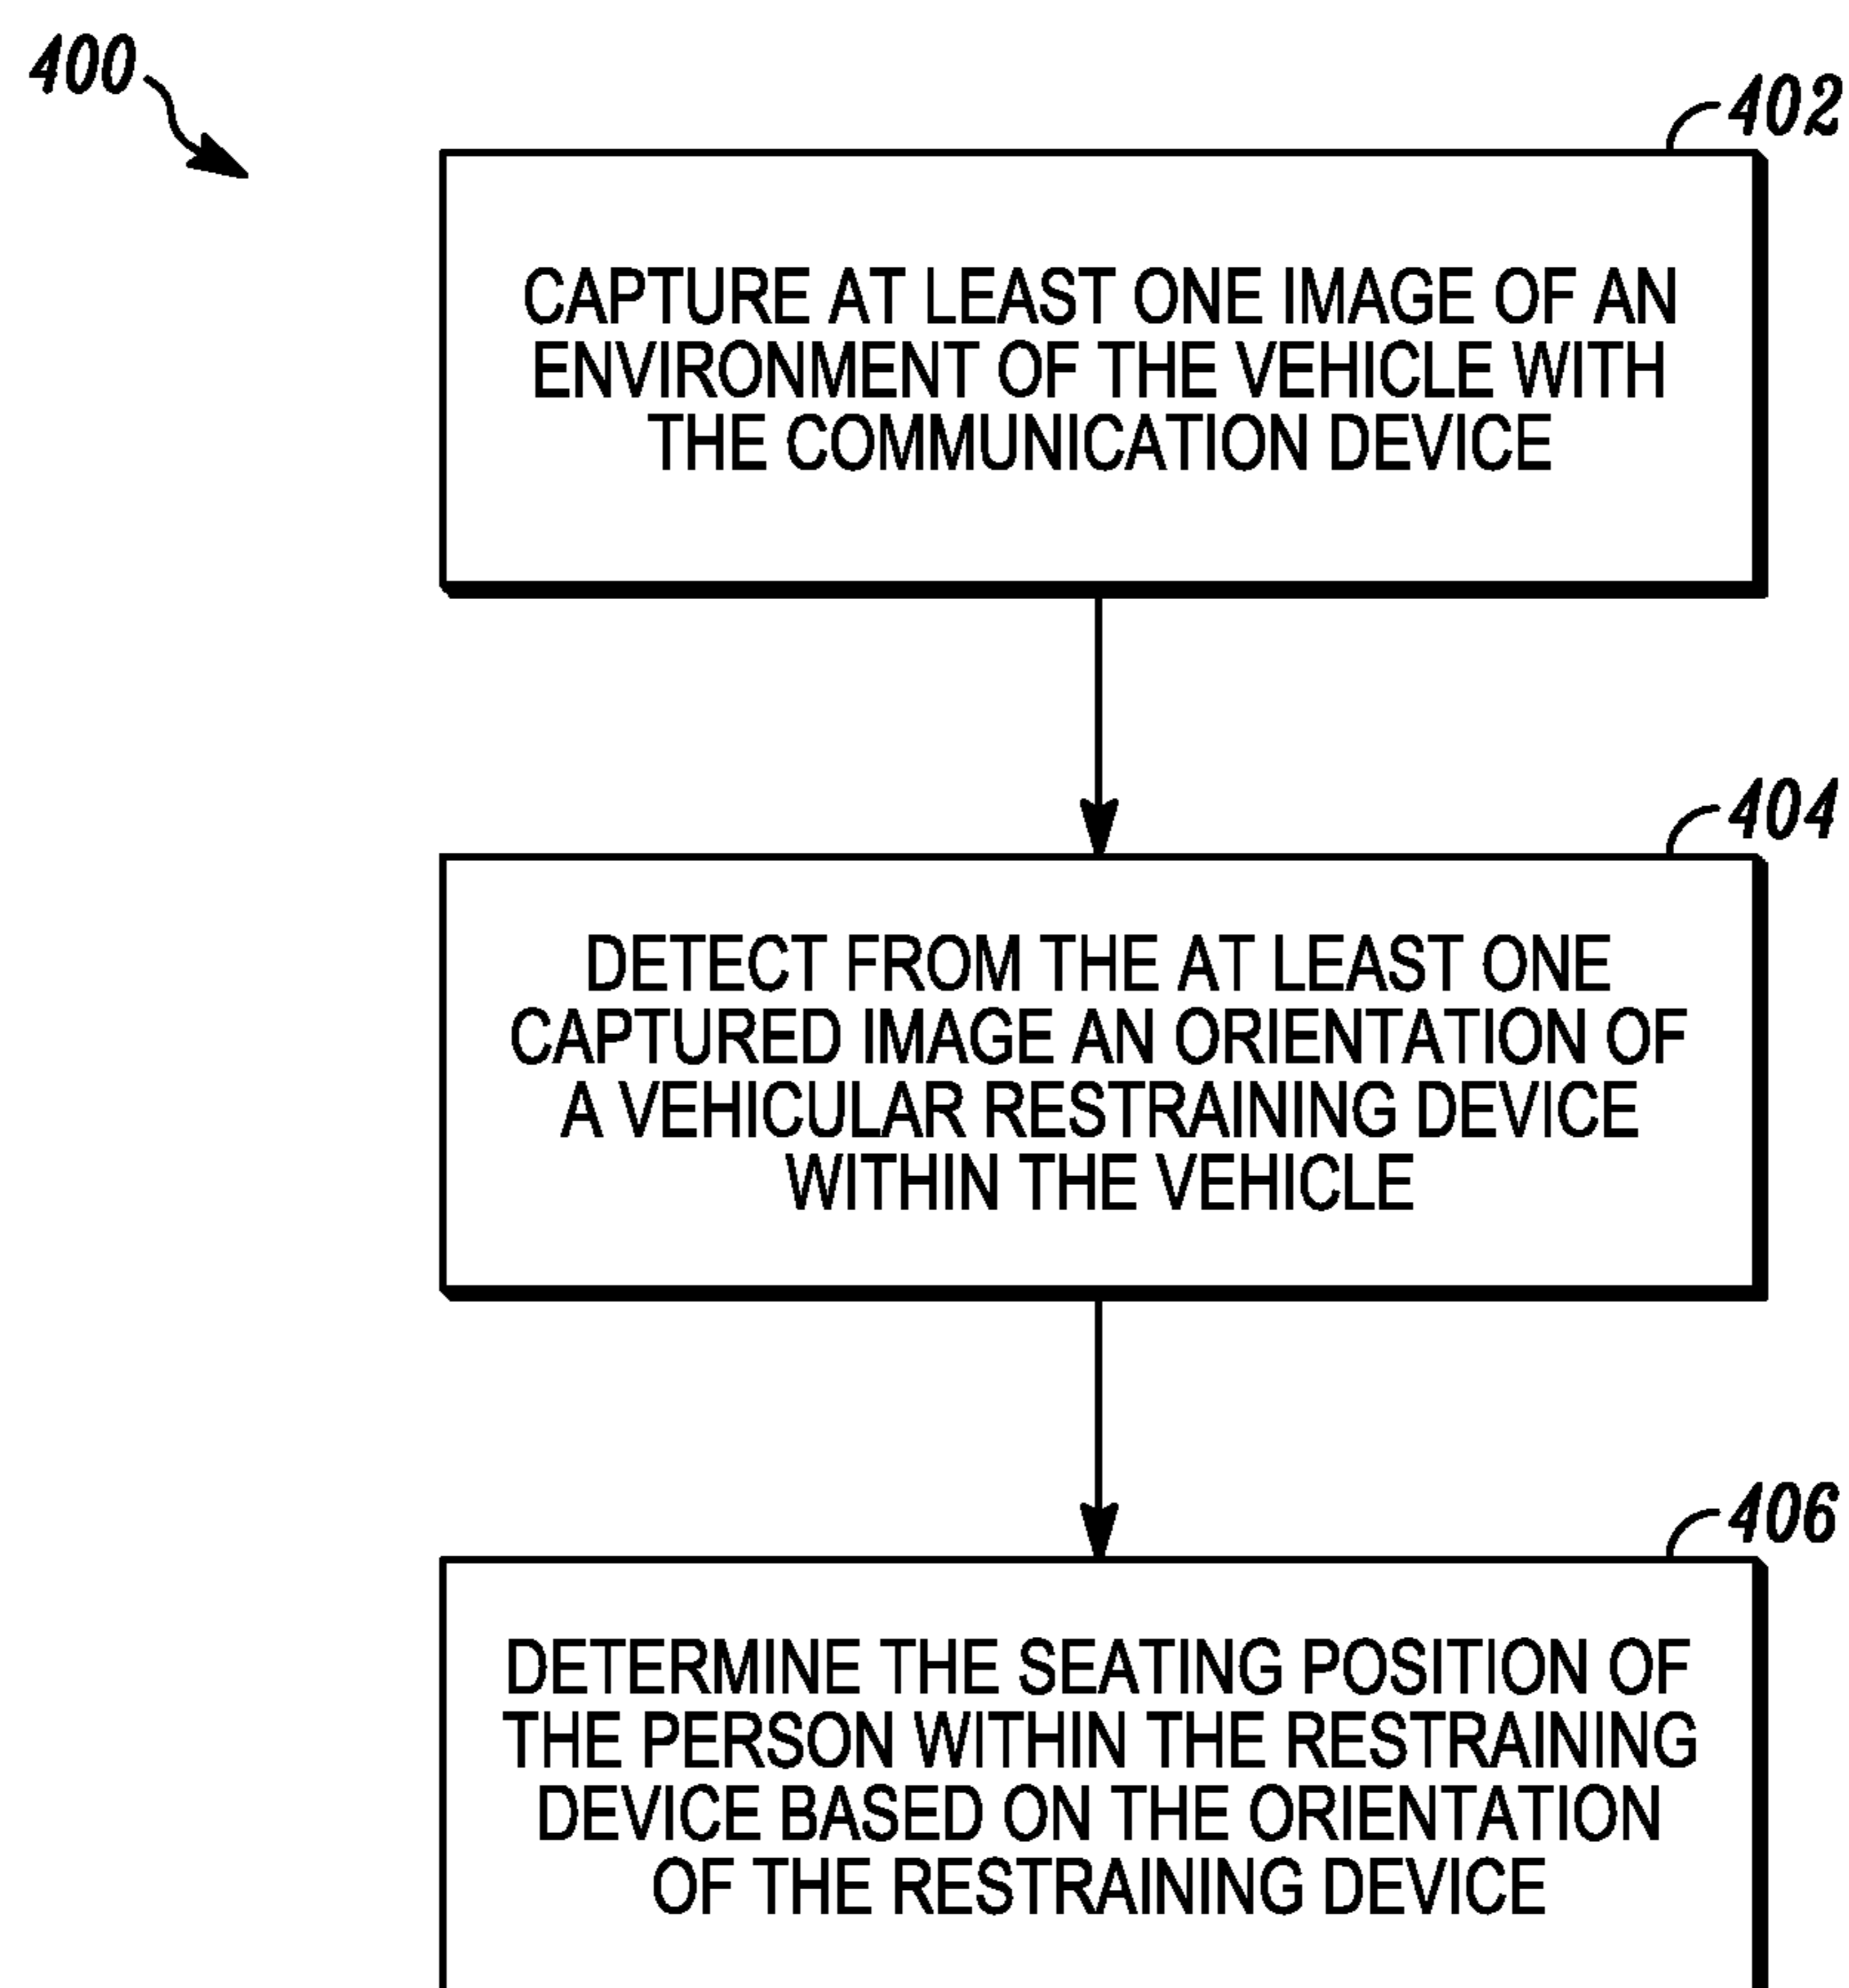 400
402
CAPTURE AT LEAST ONE IMAGE OF AN
ENVIRONMENT OF THE VEHICLE WITH
THE COMMUNICATION DEVICE
404
DETECT FROM THE AT LEAST ONE
CAPTURED IMAGE AN ORIENTATION OF
A VEHICULAR RESTRAINING DEVICE
WITHIN THE VEHICLE
406
DETERMINE THE SEATING POSITION OF
THE PERSON WITHIN THE RESTRAINING
DEVICE BASED ON THE ORIENTATION
OF THE RESTRAINING DEVICE